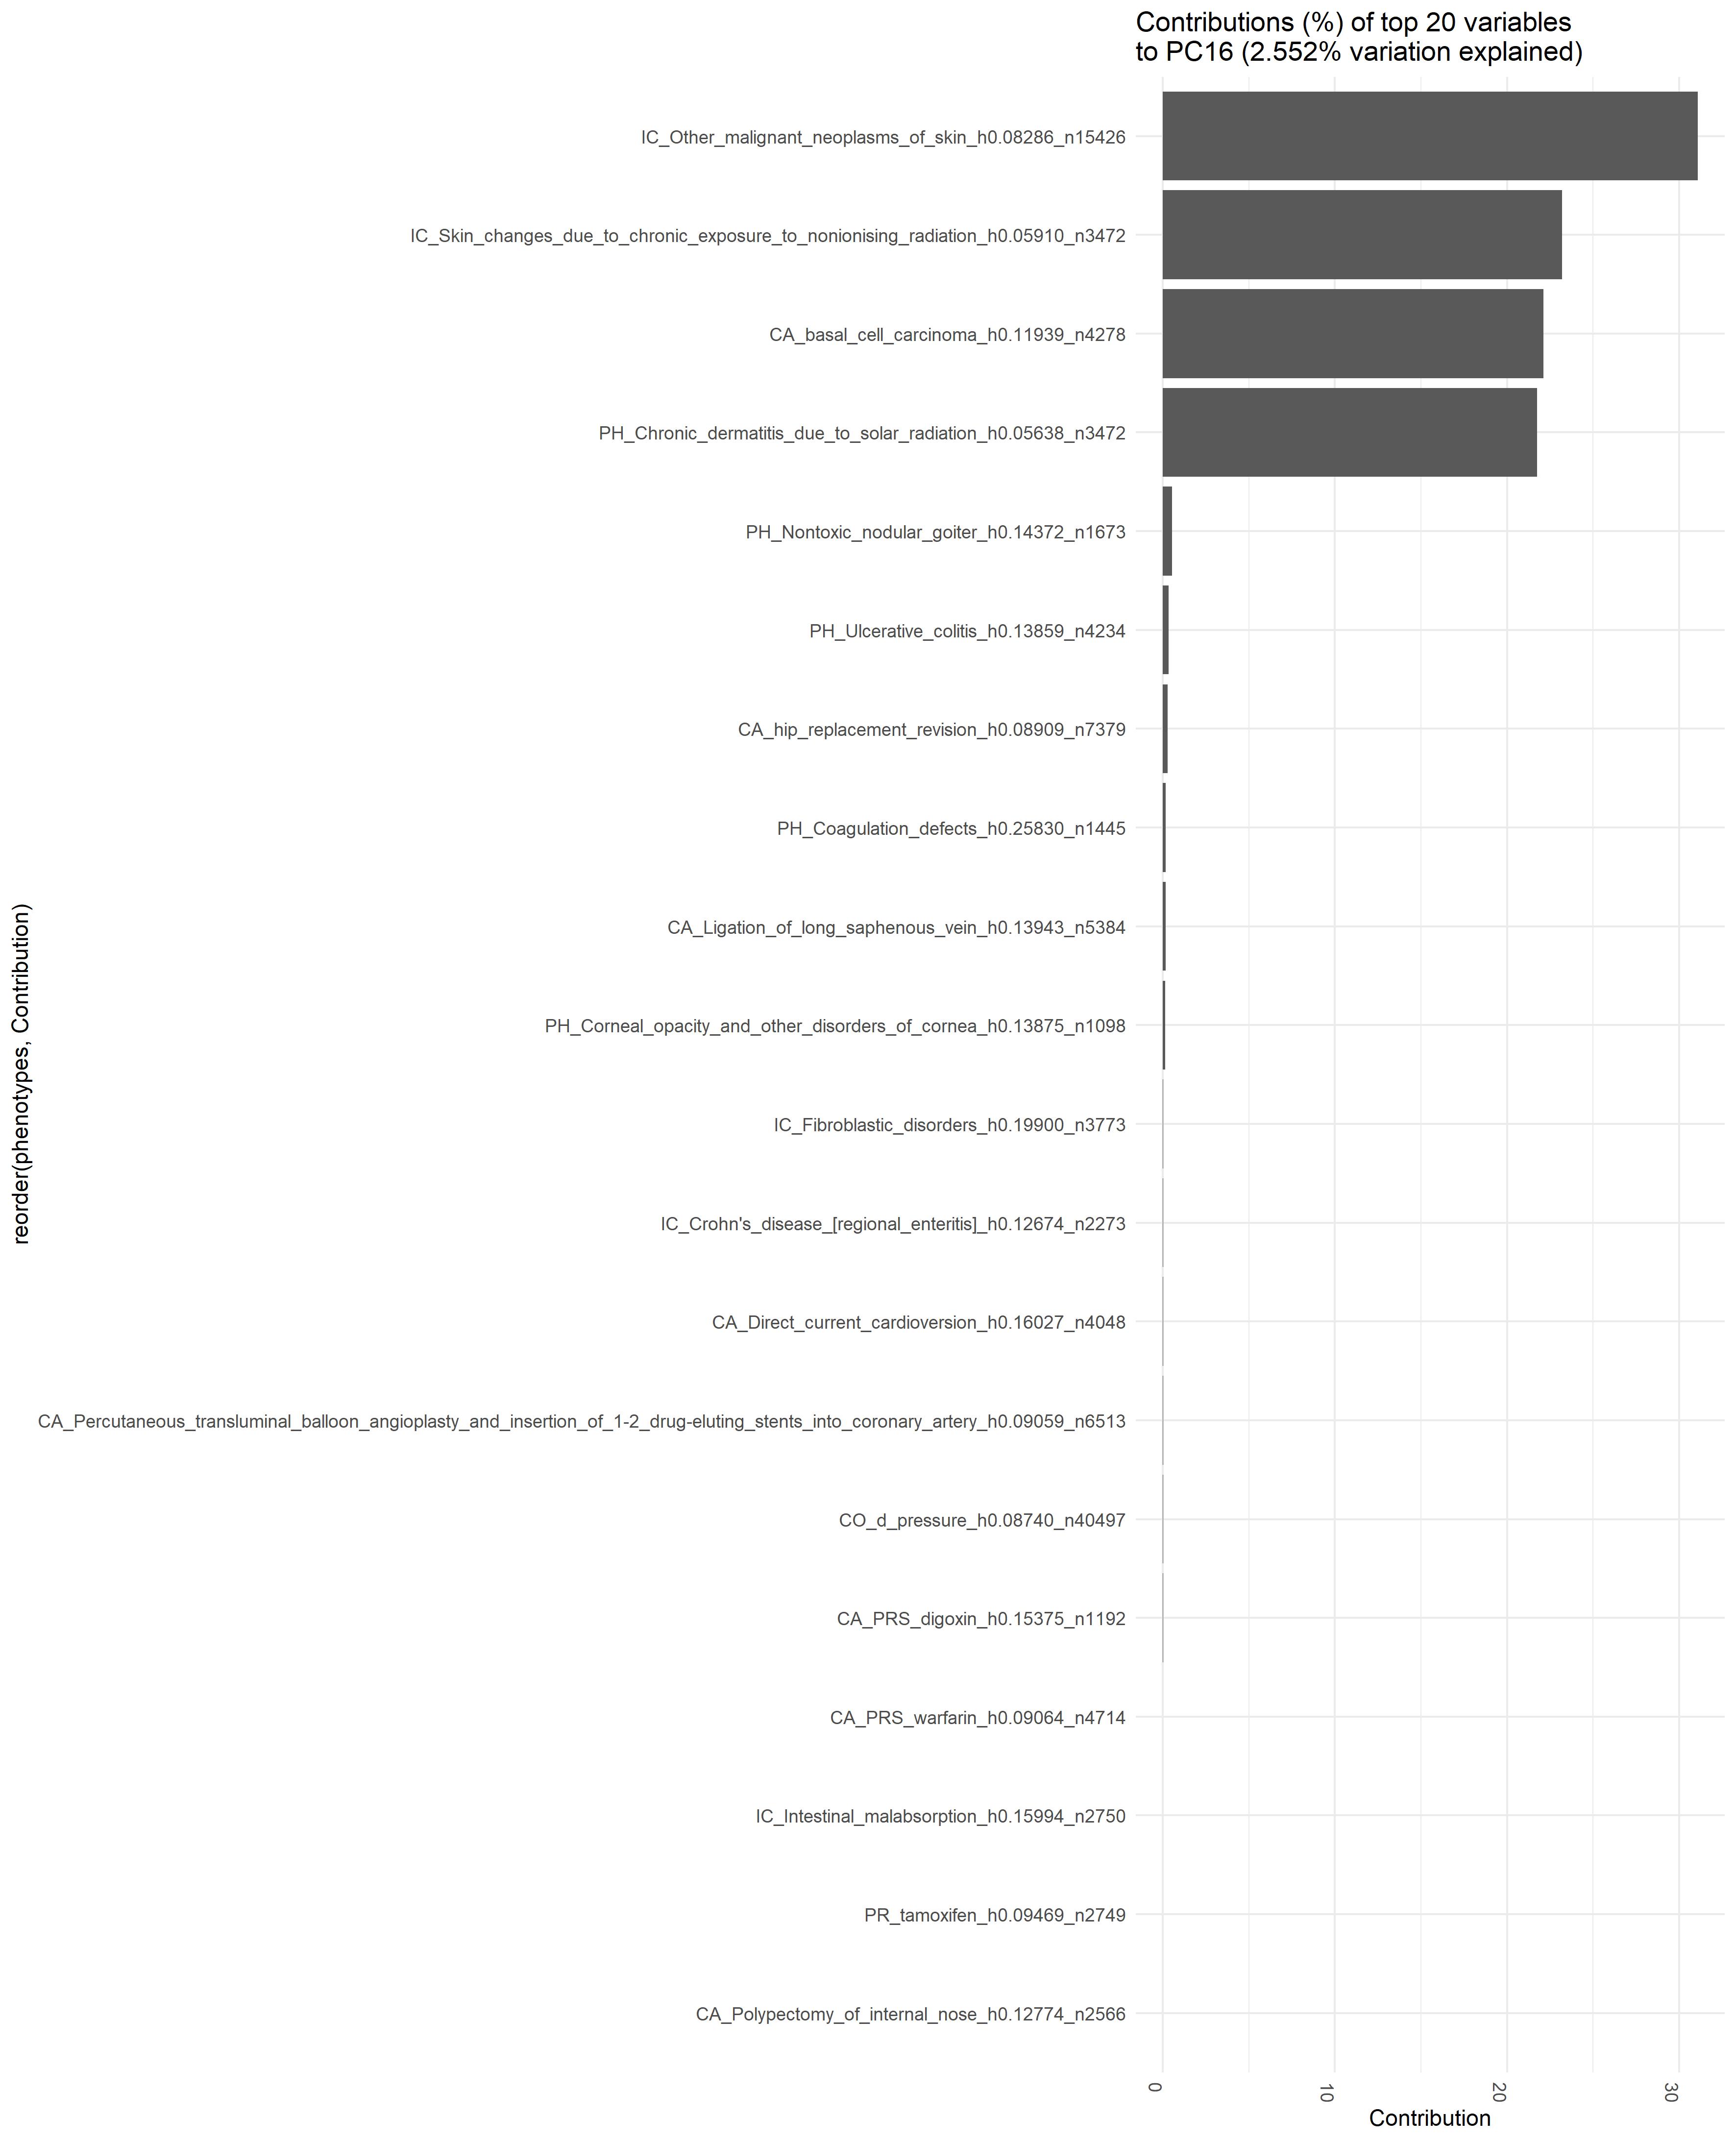 Contributions (%) of top 20 variables
to PC16 (2.552% variation explained)
IC_Other_malignant_neoplasms_of_skin_h0.08286_n15426
IC_Skin_changes_due_to_chronic_exposure_to_nonionising_radiation_h0.05910_n3472
CA_basal_cell_carcinoma_h0.11939_n4278
PH_Chronic_dermatitis_due_to_solar_radiation_h0.05638_n3472
PH_Nontoxic_nodular_goiter_h0.14372_n1673
PH_Ulcerative_colitis_h0.13859_n4234
CA_hip_replacement_revision_h0.08909_n7379
PH_Coagulation_defects_h0.25830_n1445
CA_Ligation_of_long_saphenous_vein_h0.13943_n5384
PH_Corneal_opacity_and_other_disorders_of_cornea_h0.13875_n1098
IC_Fibroblastic_disorders_h0.19900_n3773
IC_Crohn's_disease_[regional_enteritis]_h0.12674_n2273
CA_Direct_current_cardioversion_h0.16027_n4048
CA_Percutaneous_transluminal_balloon_angioplasty_and_insertion_of_1-2_drug-eluting_stents_into_coronary_artery_h0.09059_n6513
CO_d_pressure_h0.08740_n40497
CA_PRS_digoxin_h0.15375_n1192
CA_PRS_warfarin_h0.09064_n4714
IC_Intestinal_malabsorption_h0.15994_n2750
PR_tamoxifen_h0.09469_n2749
CA_Polypectomy_of_internal_nose_h0.12774_n2566
reorder(phenotypes, Contribution)
0 10 20 30
Contribution